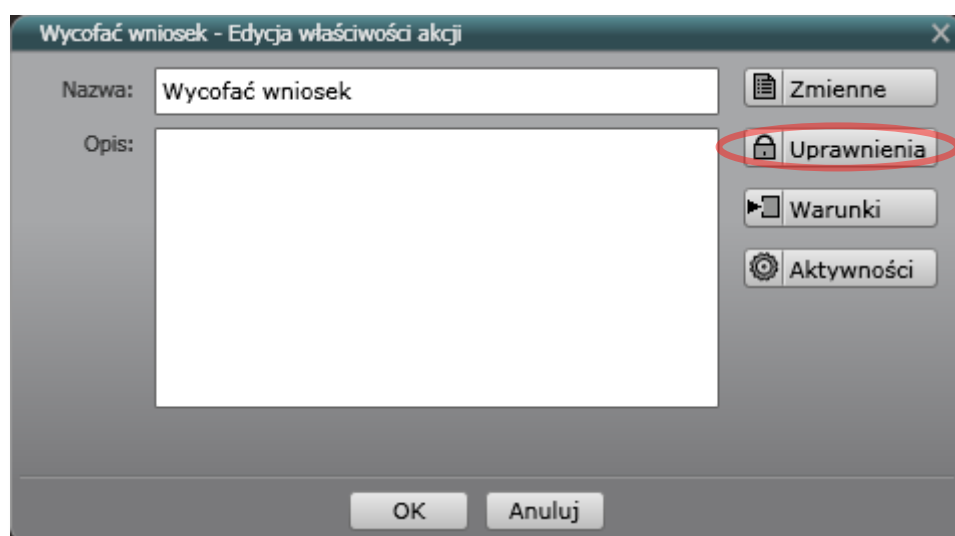 Wycofać wniosek - Edycja właściwości akcji
Nazwa: Wycofać wniosek
Opis:
Zmienne
Uprawnienia
Warunki
Aktywności
OK Anuluj